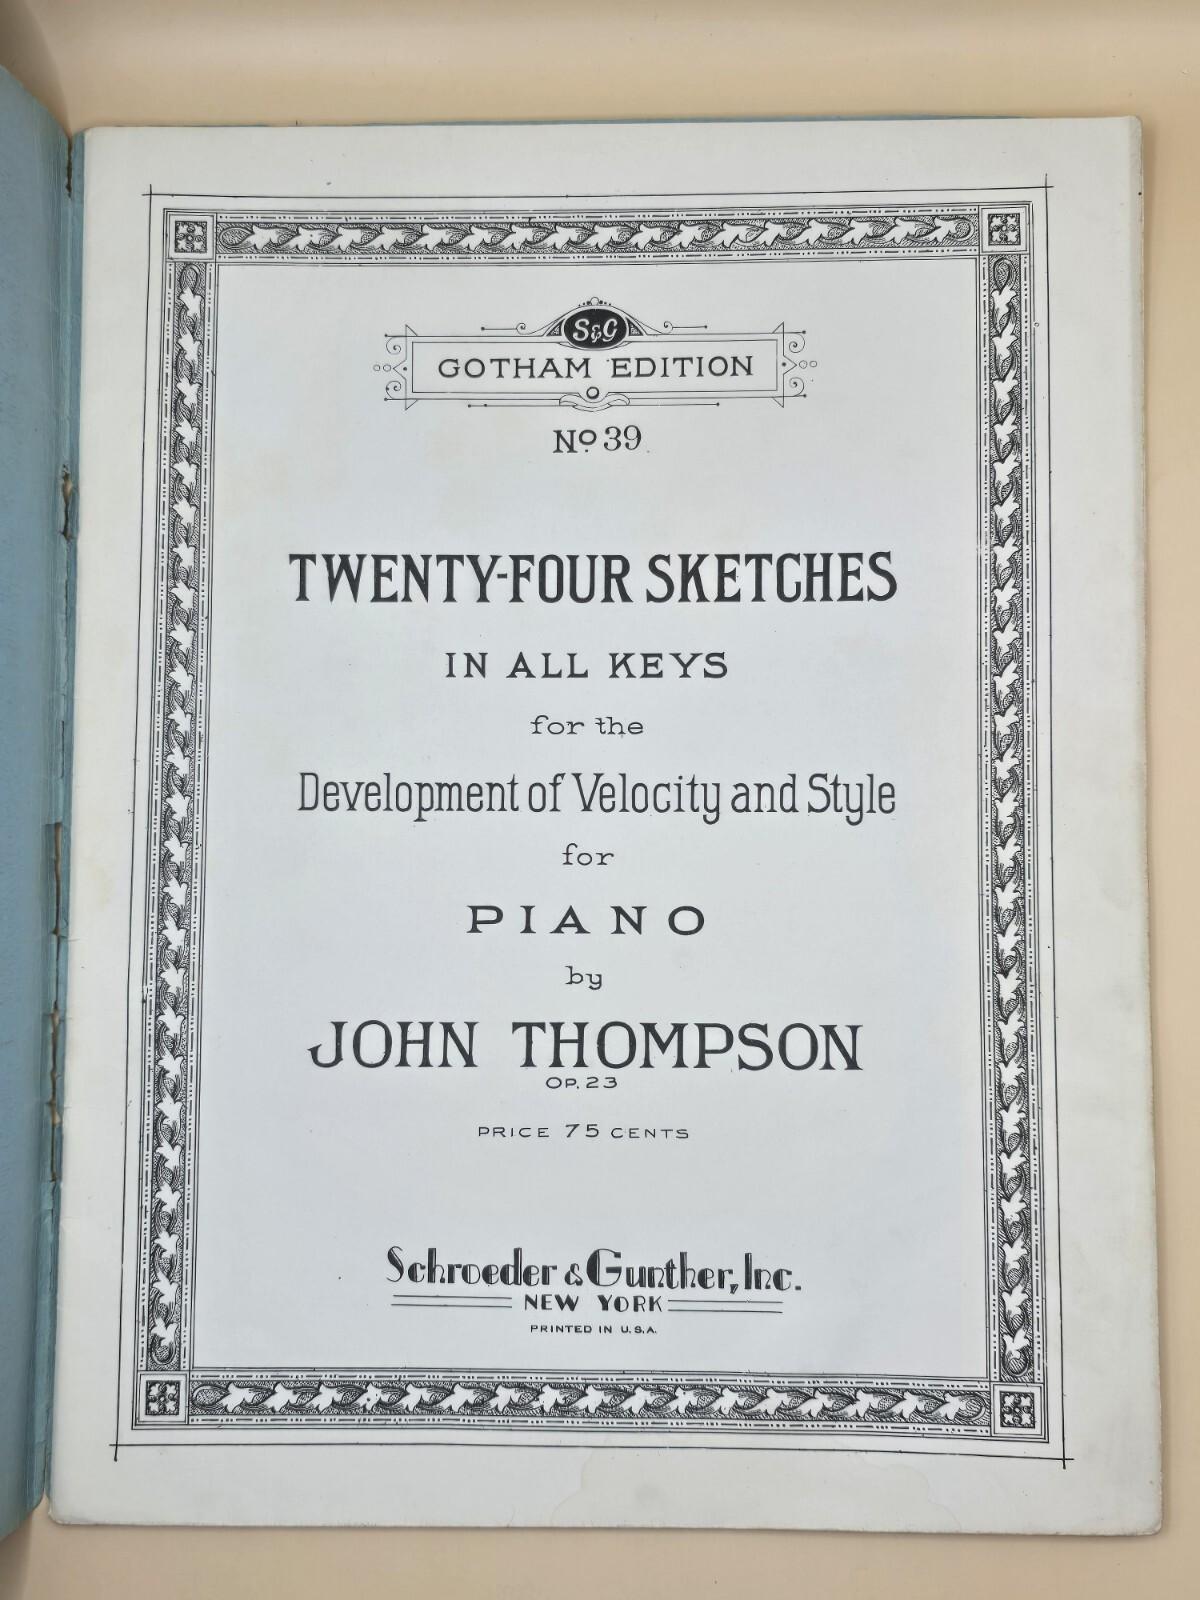 S&G
GOTHAM EDITION
No. 39.
TWENTY-FOUR SKETCHES
IN ALL KEYS
for the
Development of Velocity and Style
for
PIANO
by
JOHN THOMPSON
OP. 23
PRICE 75 CENTS
Schroeder & Gunther, Inc.
NEW YORK
PRINTED IN U.S.A.